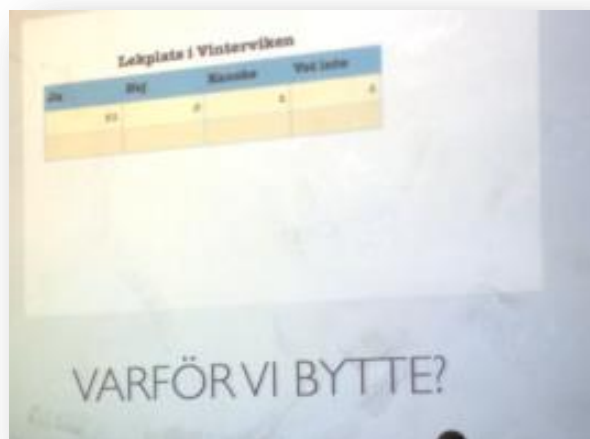 Lekplats i Vinterviken
Ja Nej Kanske Vet inte
VARFÖR VI BYTTE?